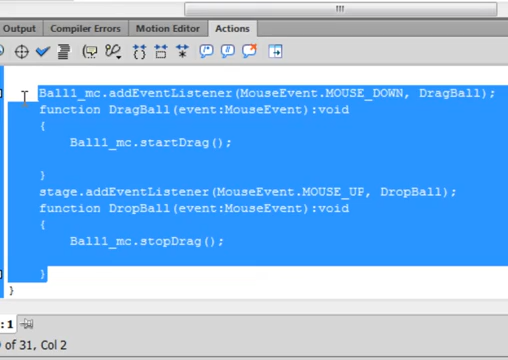 Output Compiler Errors Motion Editor Actions
Ball1_mc.addEventListener(MouseEvent.MOUSE_DOWN, DragBall);
function DragBall(event:MouseEvent):void
{
Ball1_mc.startDrag();
}
stage.addEventListener(MouseEvent.MOUSE_UP, DropBall);
function DropBall(event:MouseEvent):void
{
Ball1_mc.stopDrag();
}
}
: 1
of 31, Col 2